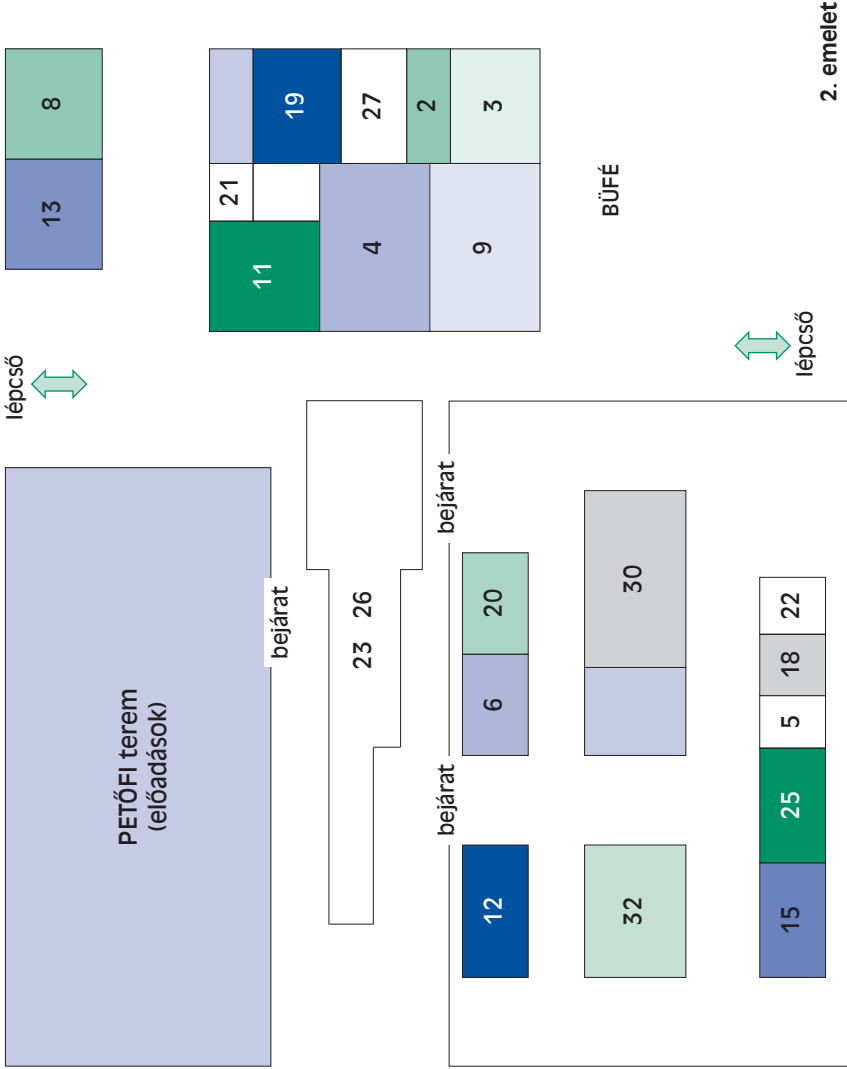 lépcső
13
8
PETŐFI terem
(előadások)
bejárat
21
19
11
27
23
26
4
2
9
3
bejárat
bejárat
12
6
20
BÜFÉ
32
30
15
25
5
18
22
lépcső
2. emelet